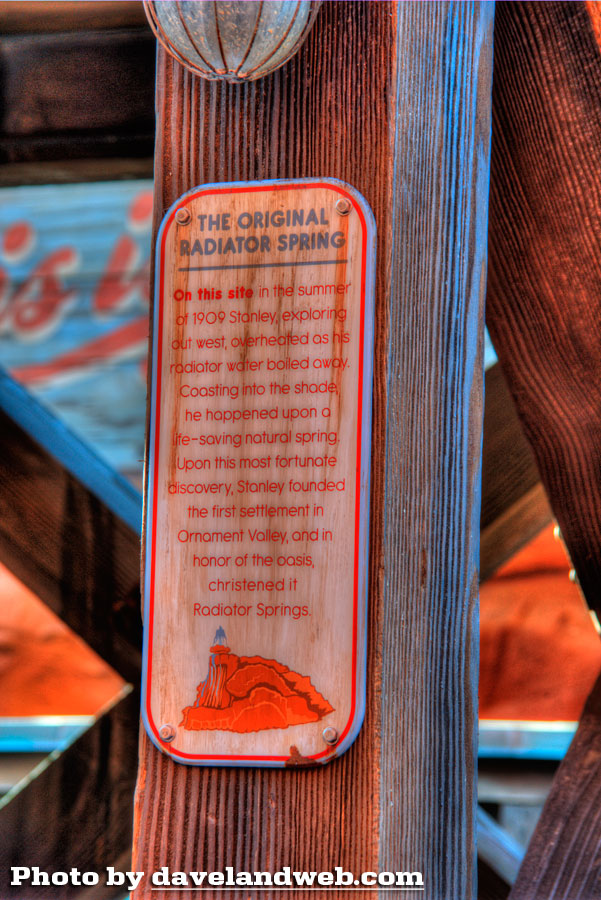 THE ORIGINAL
RADIATOR SPRING
On this site in the summer
of 1909 Stanley, exploring
out west, overheated as his
radiator water boiled away.
Coasting into the shade,
he happened upon a
life-saving natural spring.
Upon this most fortunate
discovery, Stanley founded
the first settlement in
Ornament Valley, and in
honor of the oasis,
christened it
Radiator Springs.
Photo by davelandweb.com